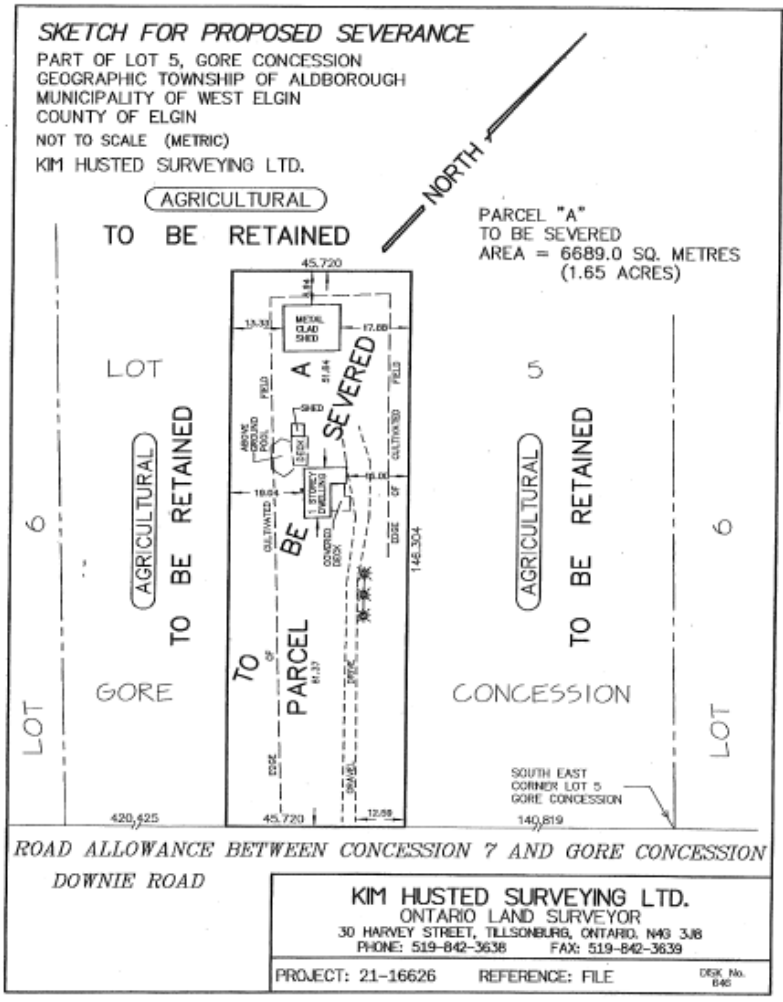 SKETCH FOR PROPOSED SEVERANCE
PART OF LOT 5, GORE CONCESSION
GEOGRAPHIC TOWNSHIP OF ALDBOROUGH
MUNICIPALITY OF WEST ELGIN
COUNTY OF ELGIN
NOT TO SCALE (METRIC)
KIM HUSTED SURVEYING LTD.
NORTH
AGRICULTURAL
TO BE RETAINED
PARCEL "A"
TO BE SEVERED
AREA = 6689.0 SQ. METRES
(1.65 ACRES)
45.720
METAL
CLAD
SHED
LOT
5
FIELD
A
SEVERED
FIELD
SHED
ABOVE
GROUND
POOL
DECK
CULTIVATED
1 STOREY
DWELLING
COVERED
DECK
BE
CULTIVATED
OF
EDGE
146.304
AGRICULTURAL
TO BE RETAINED
AGRICULTURAL
TO BE RETAINED
LOT 6
LOT 6
GORE
CONCESSION
TO
PARCEL
61.37
OF
EDGE
DRIVE
GRAVEL
SOUTH EAST
CORNER LOT 5
GORE CONCESSION
420.425
45.720
140.819
ROAD ALLOWANCE BETWEEN CONCESSION 7 AND GORE CONCESSION
DOWNIE ROAD
KIM HUSTED SURVEYING LTD.
ONTARIO LAND SURVEYOR
30 HARVEY STREET, TILLSONBURG, ONTARIO, N4G 3J8
PHONE: 519-842-3638 FAX: 519-842-3639
PROJECT: 21-16626 REFERENCE: FILE
DISK No.